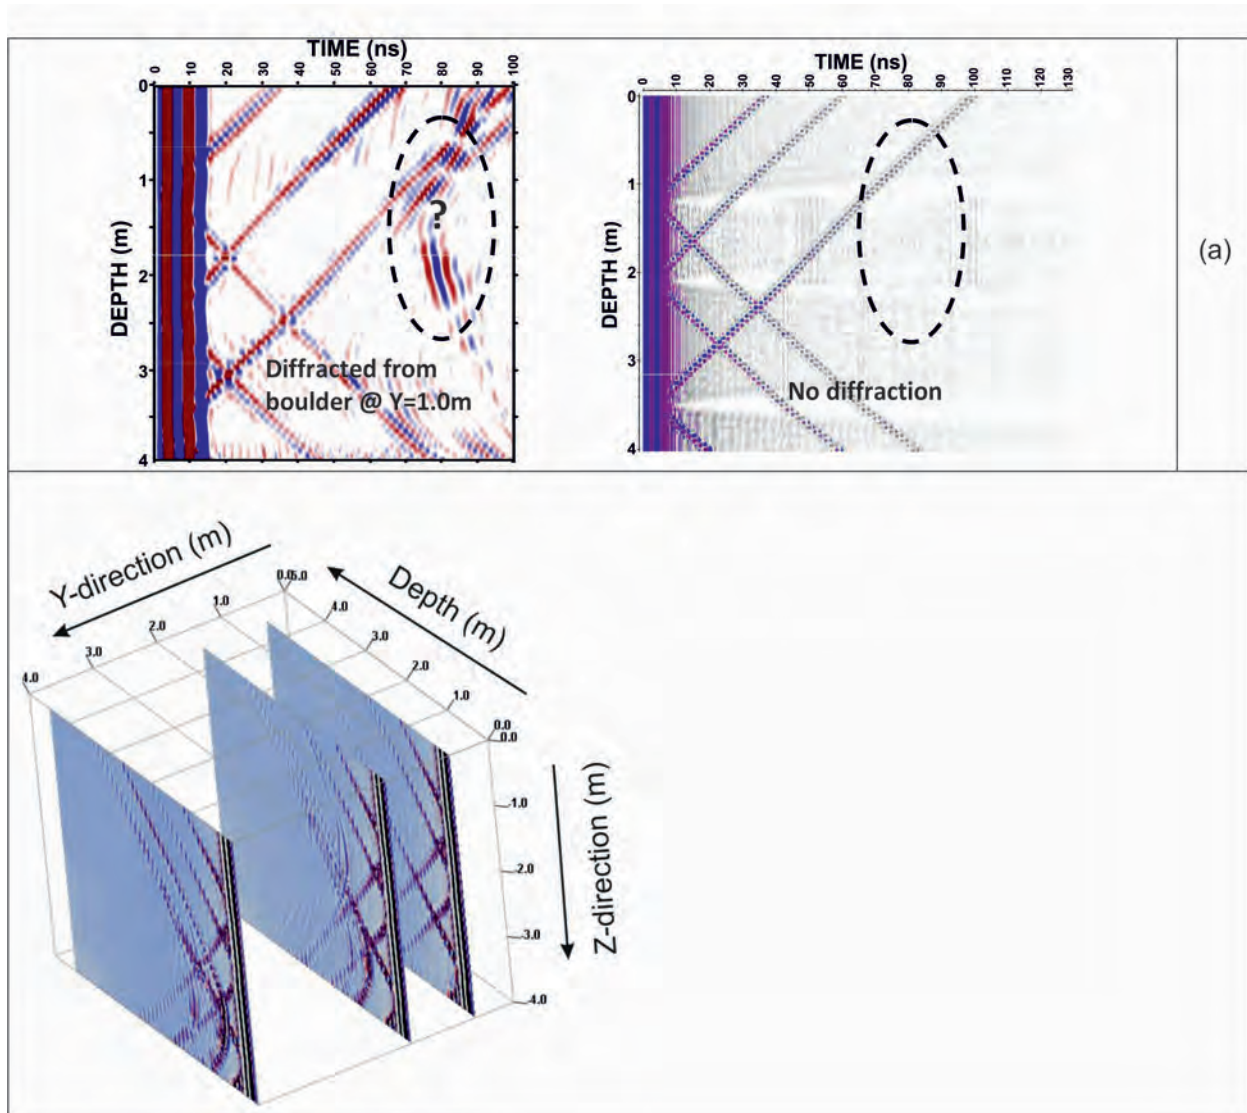 TIME (ns)
0 10 20 30 40 50 60 70 80 90 100
DEPTH (m)
0
1
2
3
4
?
Diffracted from
boulder @ Y=1.0m
TIME (ns)
0 10 20 30 40 50 60 70 80 90 100 110 120 130
DEPTH (m)
0
1
2
3
4
No diffraction
(a)
Y-direction (m)
4.0 3.0 2.0 1.0 0.0
Depth (m)
5.0 4.0 3.0 2.0 1.0 0.0
Z-direction (m)
0.0
-1.0
-2.0
-3.0
-4.0